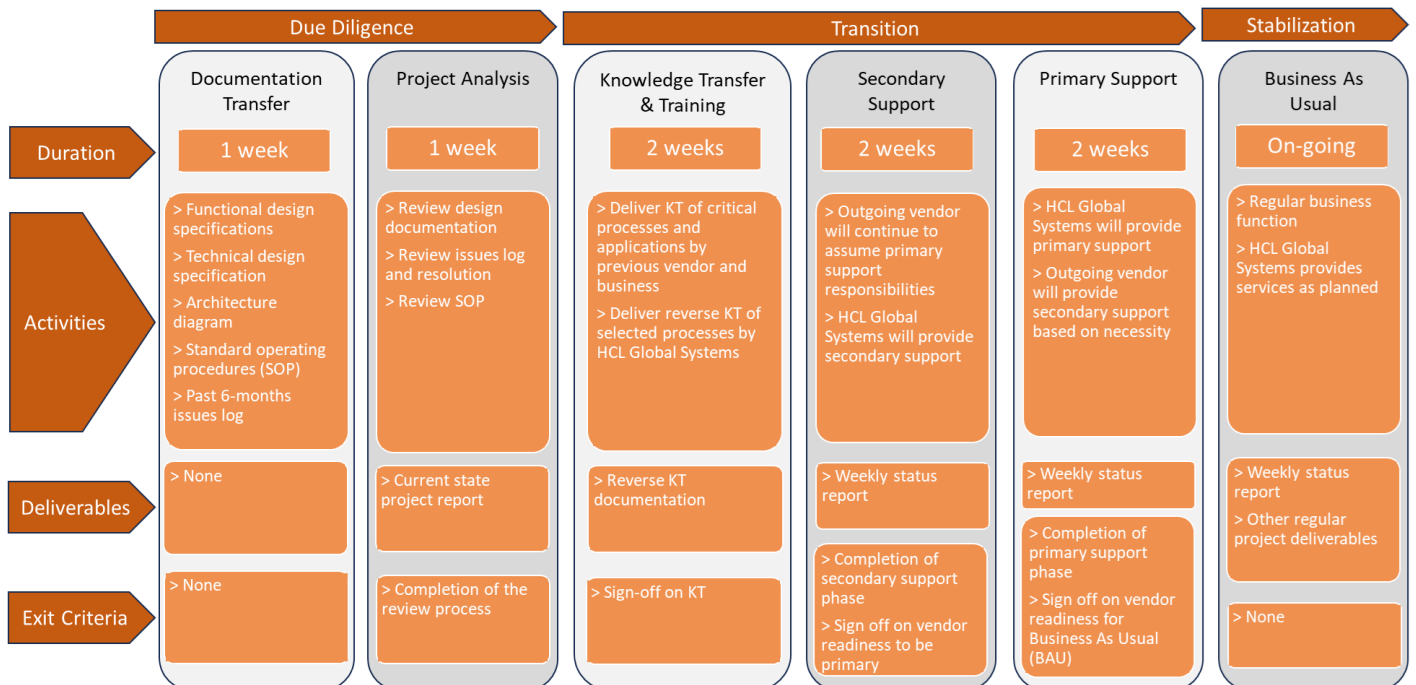 Due Diligence
Transition
Stabilization
Documentation
Transfer
Project Analysis
Knowledge Transfer
& Training
Secondary
Support
Primary Support
Business As
Usual
Duration
1 week
1 week
2 weeks
2 weeks
2 weeks
On-going
Activities
> Functional design
specifications
> Technical design
specification
> Architecture
diagram
> Standard operating
procedures (SOP)
> Past 6-months
issues log
> Review design
documentation
> Review issues log
and resolution
> Review SOP
> Deliver KT of critical
processes and
applications by
previous vendor and
business
> Deliver reverse KT of
selected processes by
HCL Global Systems
> Outgoing vendor
will continue to
assume primary
support
responsibilities
> HCL Global
Systems will provide
secondary support
> HCL Global
Systems will provide
primary support
> Outgoing vendor
will provide
secondary support
based on necessity
> Regular business
function
> HCL Global
Systems provides
services as planned
Deliverables
> None
> Current state
project report
> Reverse KT
documentation
> Weekly status
report
> Weekly status
report
> Weekly status
report
> Other regular
project deliverables
Exit Criteria
> None
> Completion of the
review process
> Sign-off on KT
> Completion of
secondary support
phase
> Sign off on vendor
readiness to be
primary
> Completion of
primary support
phase
> Sign off on vendor
readiness for
Business As Usual
(BAU)
> None